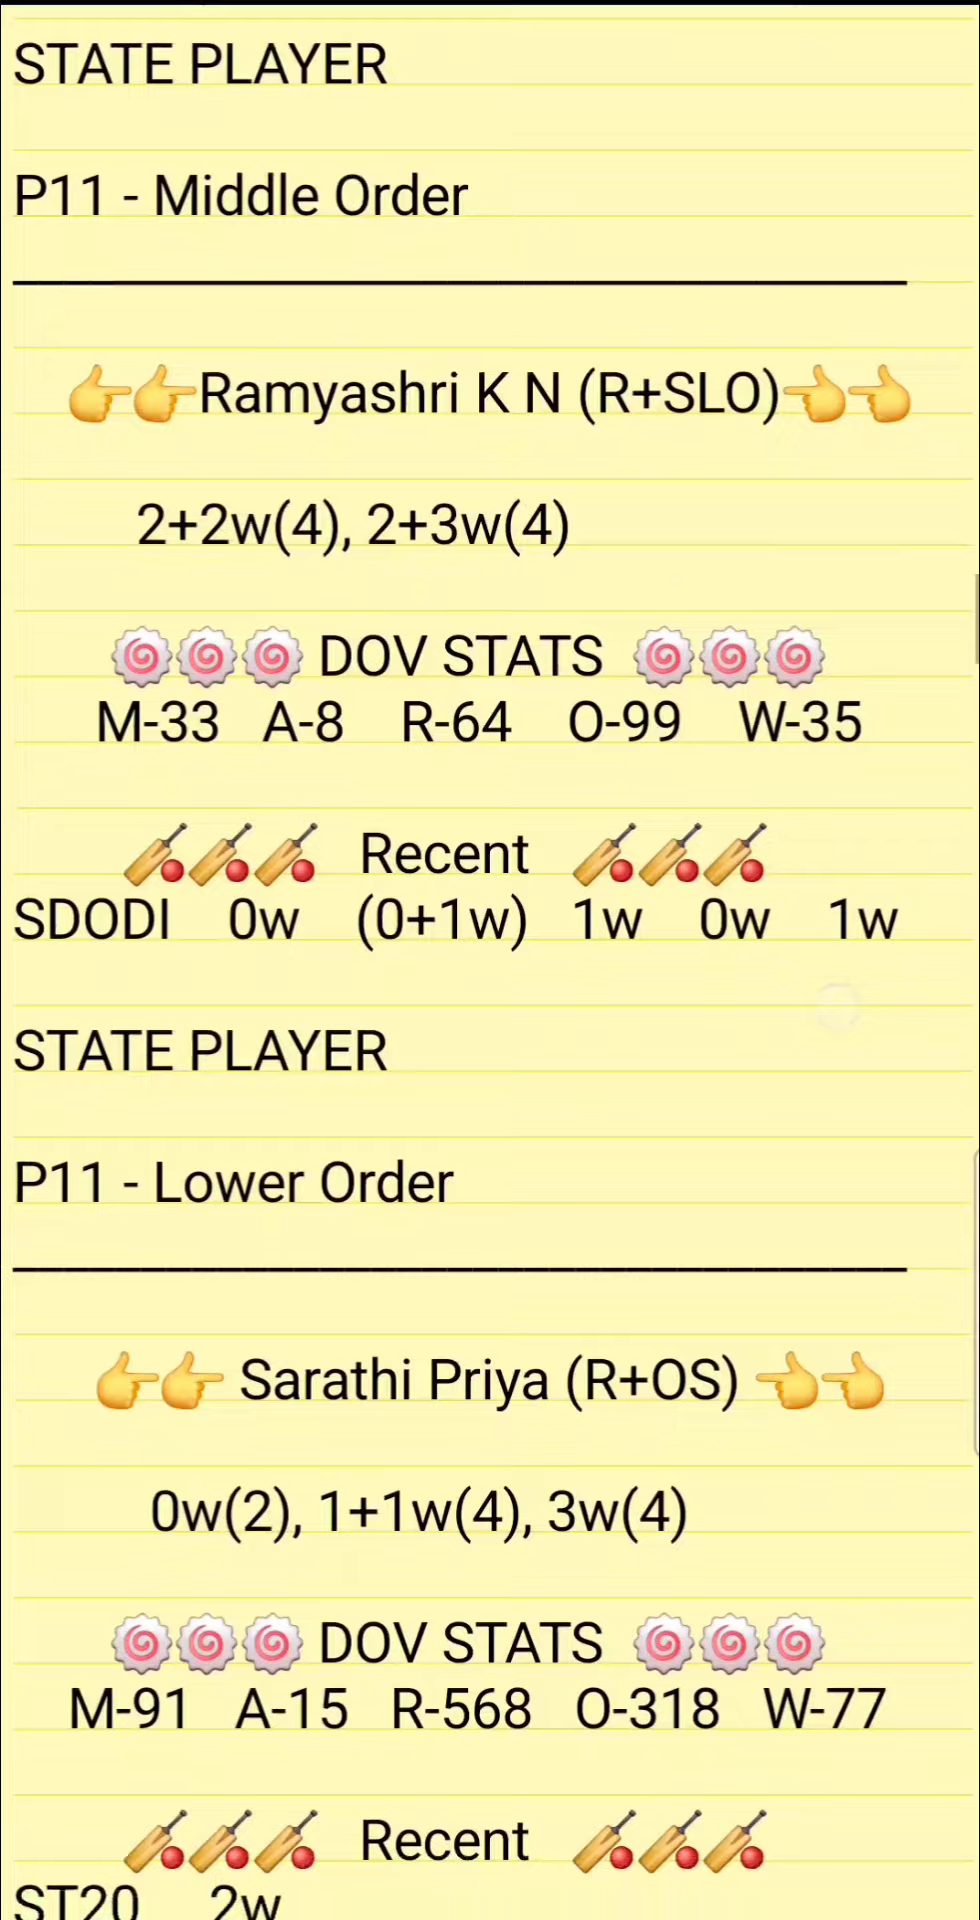 STATE PLAYER
P11 - Middle Order
👉👉Ramyashri K N (R+SLO)👈👈
2+2w(4), 2+3w(4)
🍥🍥🍥 DOV STATS 🍥🍥🍥
M-33 A-8 R-64 O-99 W-35
🏏🏏🏏 Recent 🏏🏏🏏
SDODI 0w (0+1w) 1w 0w 1w
STATE PLAYER
P11 - Lower Order
👉👉 Sarathi Priya (R+OS) 👈👈
0w(2), 1+1w(4), 3w(4)
🍥🍥🍥 DOV STATS 🍥🍥🍥
M-91 A-15 R-568 O-318 W-77
🏏🏏🏏 Recent 🏏🏏🏏
ST20 2w